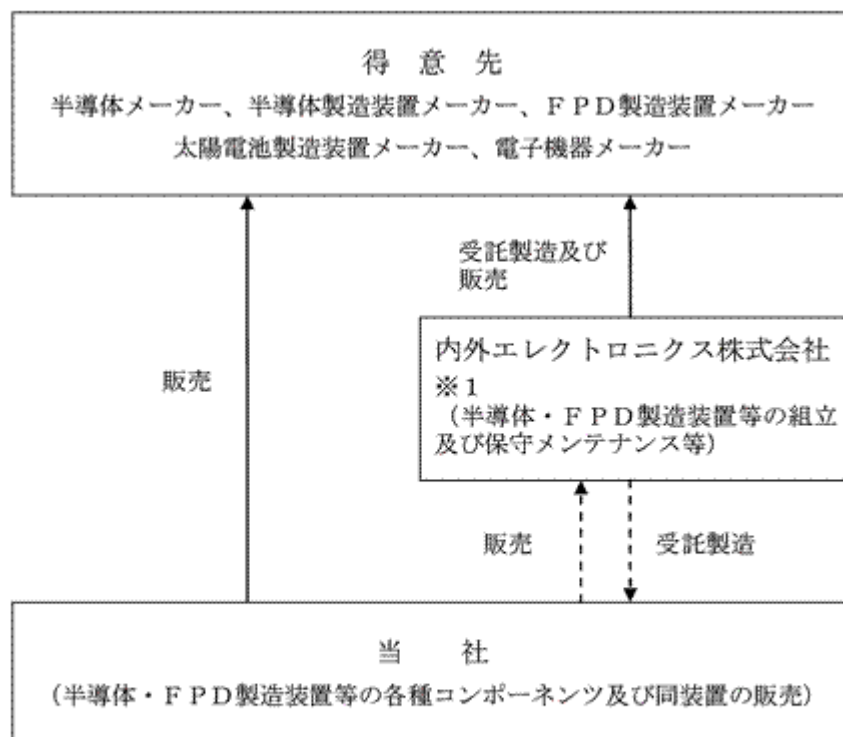 得　意　先
半導体メーカー、半導体製造装置メーカー、ＦＰＤ製造装置メーカー
太陽電池製造装置メーカー、電子機器メーカー
受託製造及び
販売
販売
内外エレクトロニクス株式会社
※１
（半導体・ＦＰＤ製造装置等の組立
及び保守メンテナンス等）
販売
受託製造
当　　社
（半導体・ＦＰＤ製造装置等の各種コンポーネンツ及び同装置の販売）